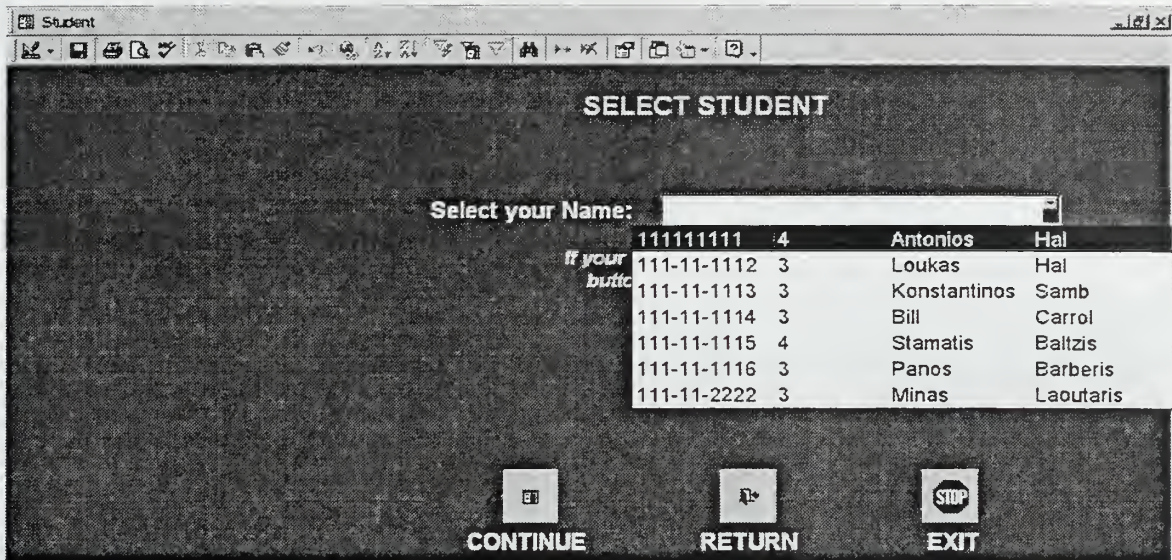 Student
SELECT STUDENT
Select your Name:
If your
111111111 4 Antonios Hal
111-11-1112 3 Loukas Hal
111-11-1113 3 Konstantinos Samb
111-11-1114 3 Bill Carrol
111-11-1115 4 Stamatis Baltzis
111-11-1116 3 Panos Barberis
111-11-2222 3 Minas Laoutaris
STOP
CONTINUE RETURN EXIT